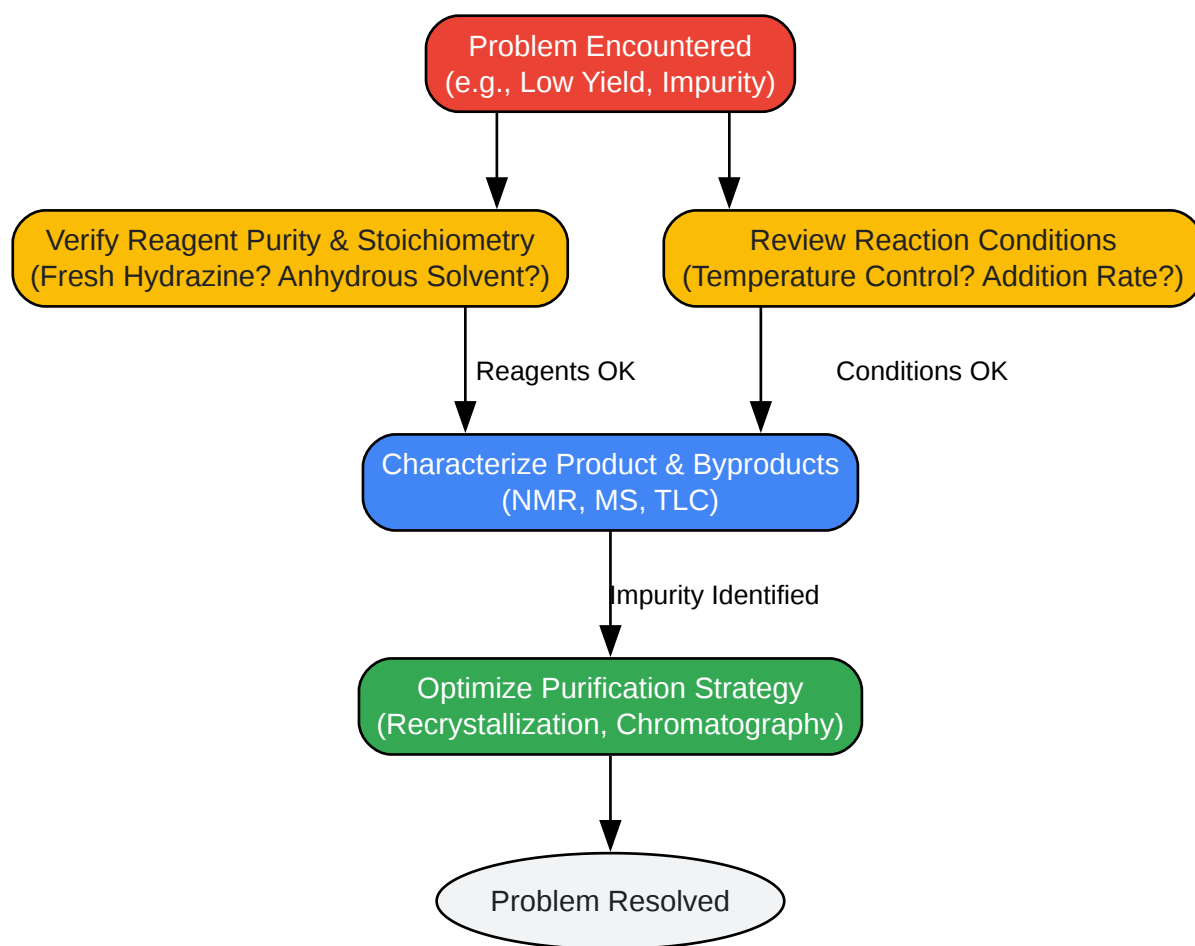 Problem Encountered
(e.g., Low Yield, Impurity)
Verify Reagent Purity & Stoichiometry
(Fresh Hydrazine? Anhydrous Solvent?)
Review Reaction Conditions
(Temperature Control? Addition Rate?)
Reagents OK
Conditions OK
Characterize Product & Byproducts
(NMR, MS, TLC)
Impurity Identified
Optimize Purification Strategy
(Recrystallization, Chromatography)
Problem Resolved